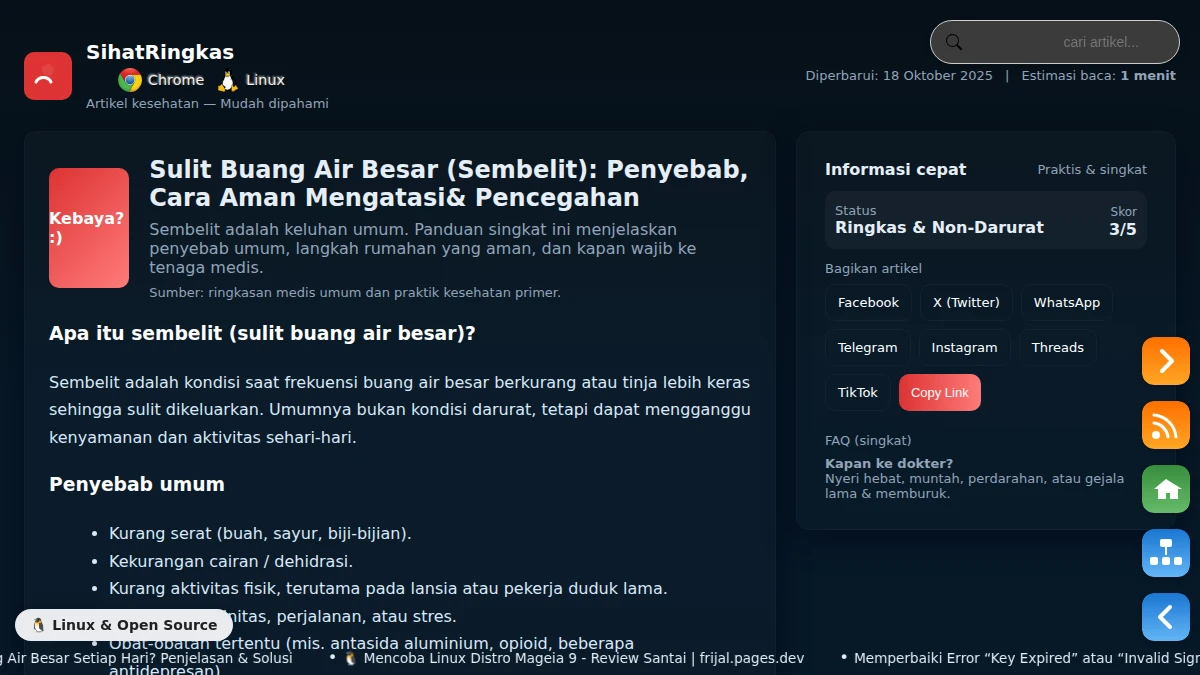 SihatRingkas
Chrome Linux
Artikel kesehatan — Mudah dipahami
cari artikel...
Diperbarui: 18 Oktober 2025 | Estimasi baca: 1 menit
Kebaya?
:)
Sulit Buang Air Besar (Sembelit): Penyebab,
Cara Aman Mengatasi& Pencegahan
Sembelit adalah keluhan umum. Panduan singkat ini menjelaskan
penyebab umum, langkah rumahan yang aman, dan kapan wajib ke
tenaga medis.
Sumber: ringkasan medis umum dan praktik kesehatan primer.
Apa itu sembelit (sulit buang air besar)?
Sembelit adalah kondisi saat frekuensi buang air besar berkurang atau tinja lebih keras
sehingga sulit dikeluarkan. Umumnya bukan kondisi darurat, tetapi dapat mengganggu
kenyamanan dan aktivitas sehari-hari.
Penyebab umum
• Kurang serat (buah, sayur, biji-bijian).
• Kekurangan cairan / dehidrasi.
• Kurang aktivitas fisik, terutama pada lansia atau pekerja duduk lama.
perjalanan, atau stres.
• Obat-obatan tertentu (mis. antasida aluminium, opioid, beberapa
antidepresan)
Informasi cepat
Praktis & singkat
Status
Ringkas & Non-Darurat
Skor
3/5
Bagikan artikel
Facebook X (Twitter) WhatsApp
Telegram Instagram Threads
TikTok Copy Link
FAQ (singkat)
Kapan ke dokter?
Nyeri hebat, muntah, perdarahan, atau gejala
lama & memburuk.
Linux & Open Source
Air Besar Setiap Hari? Penjelasan & Solusi • Mencoba Linux Distro Mageia 9 - Review Santai | frijal.pages.dev • Memperbaiki Error “Key Expired” atau “Invalid